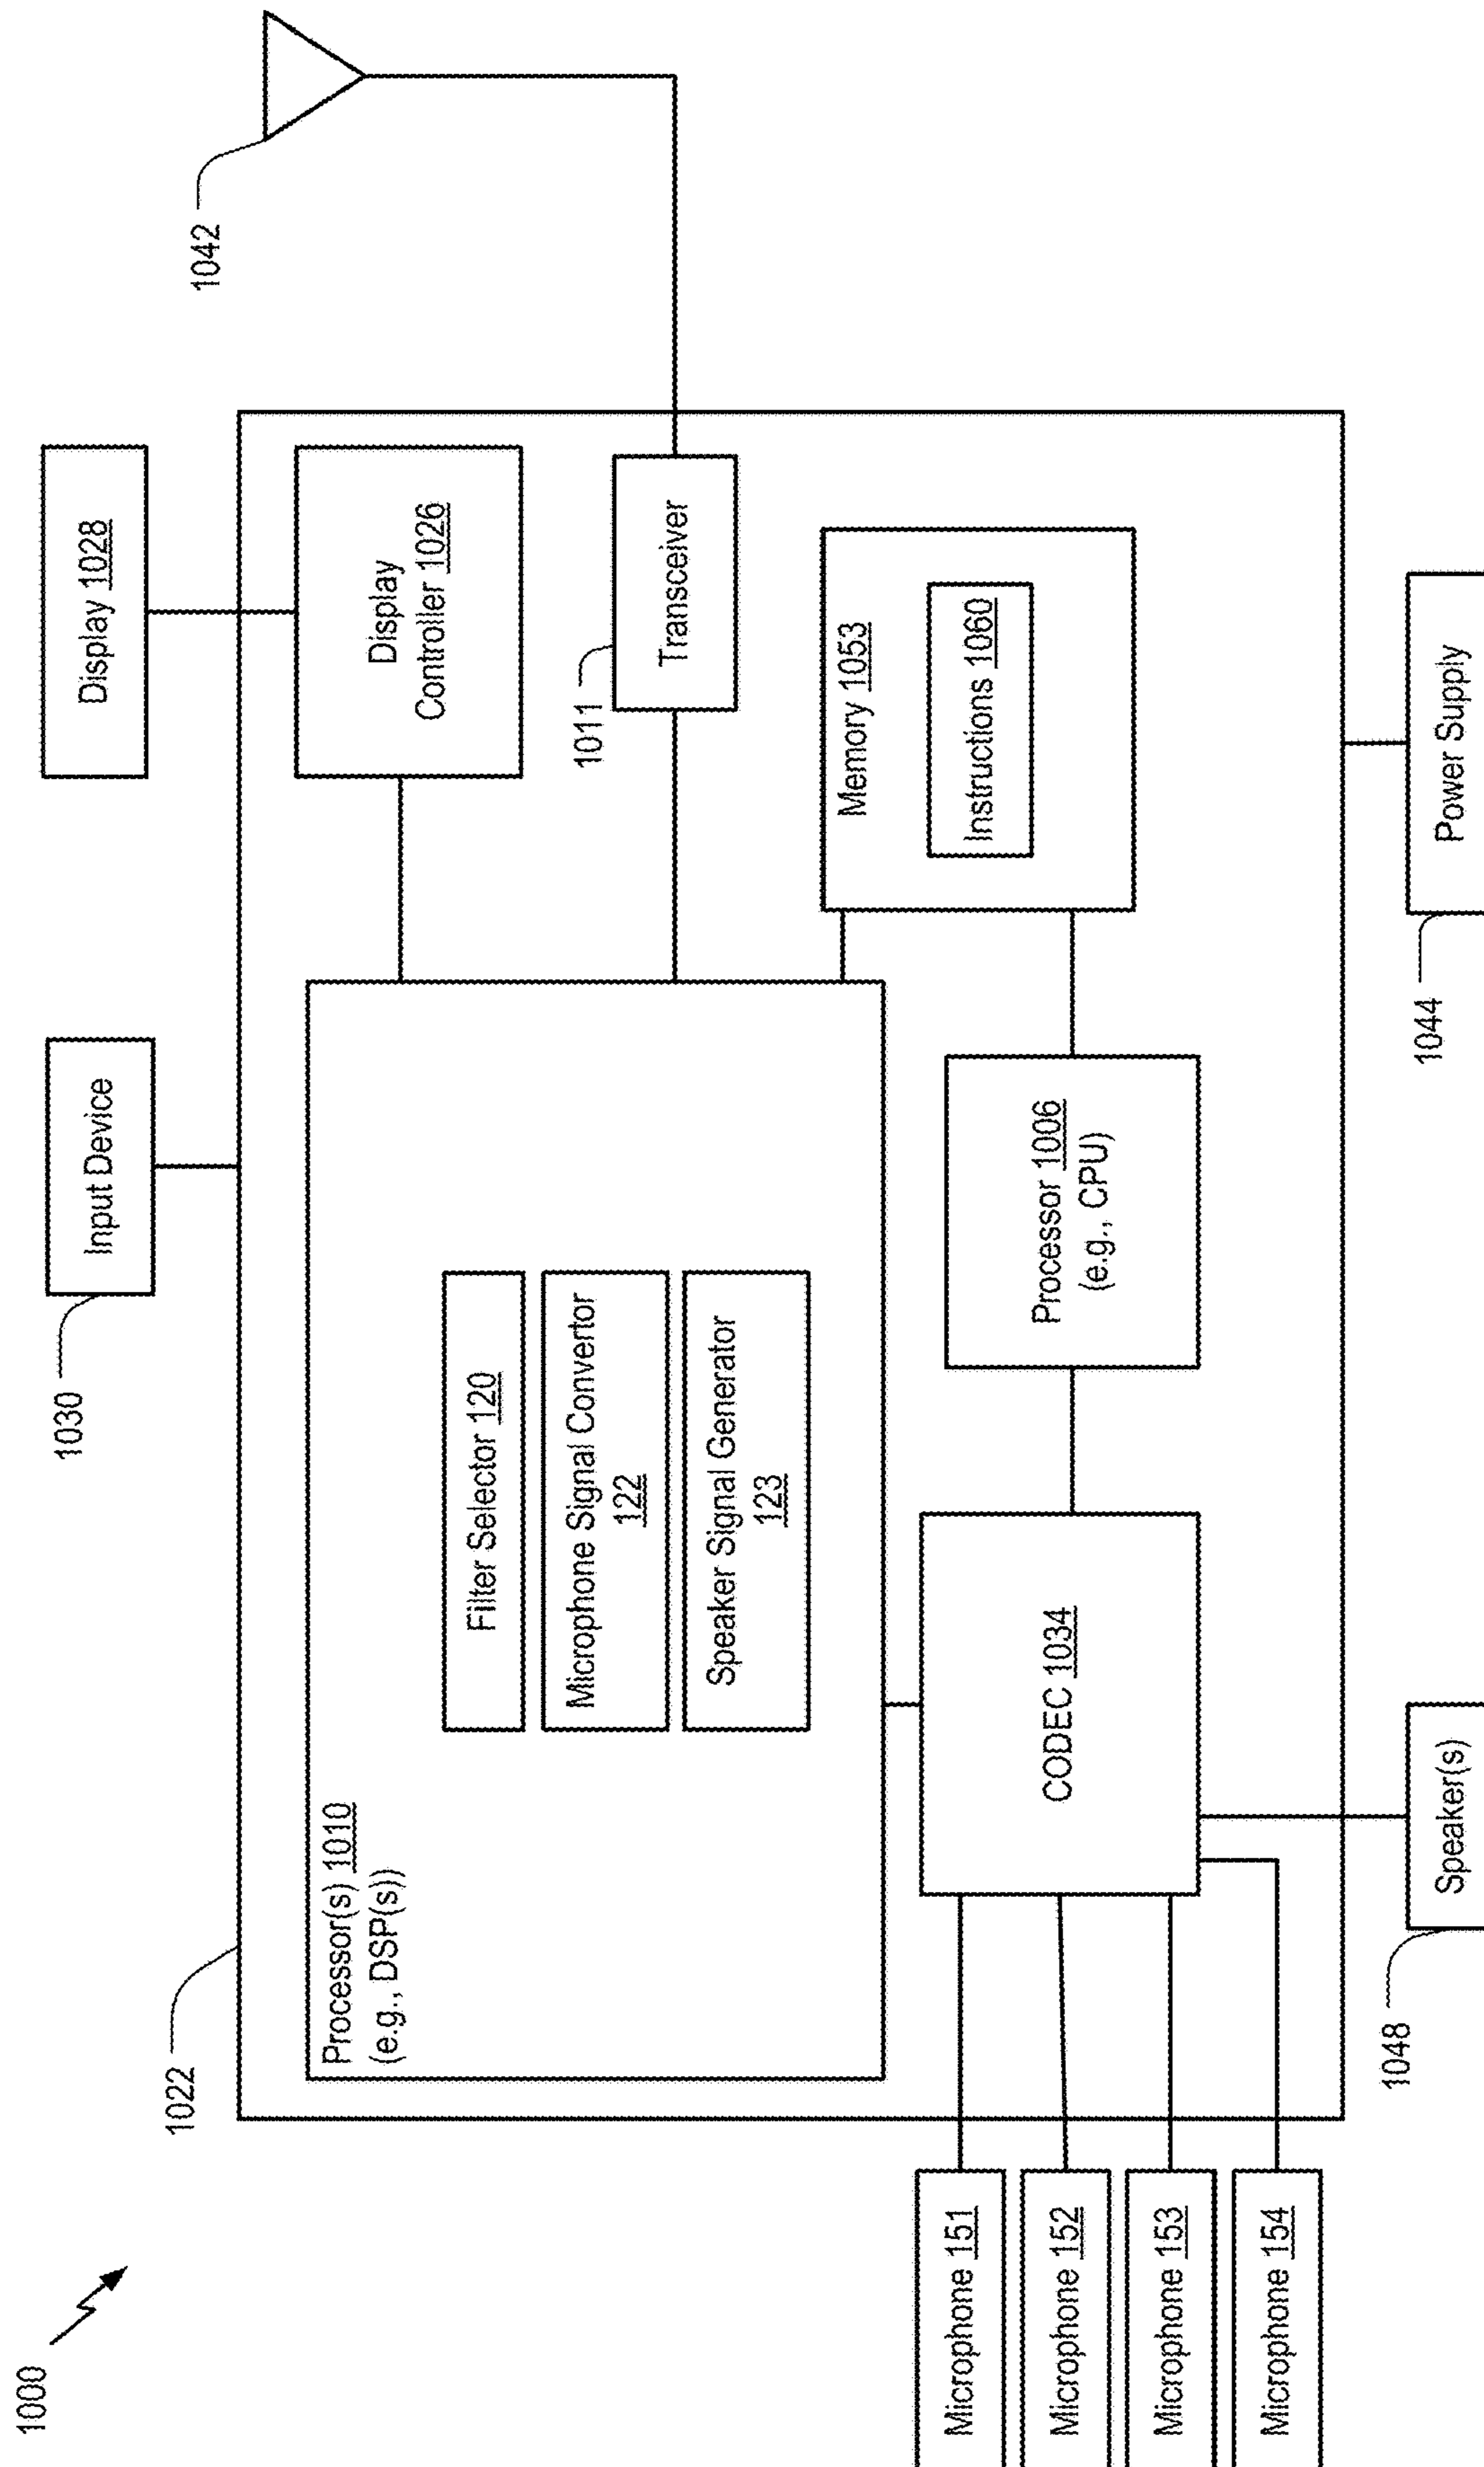 1000
1022
1030
Input Device
Display 1028
1042
Processor(s) 1010
(e.g., DSP(s))
Filter Selector 120
Microphone Signal Convertor
122
Speaker Signal Generator
123
Display
Controller 1026
1011
Transceiver
Memory 1053
Instructions 1060
Processor 1006
(e.g., CPU)
CODEC 1034
Microphone 151
Microphone 152
Microphone 153
Microphone 154
1048
Speaker(s)
1044
Power Supply